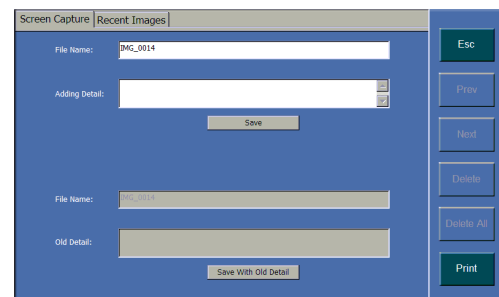 Screen Capture
Recent Images
File Name:
IMG_0014
Adding Detail:
Save
File Name:
IMG_0014
Old Detail:
Save With Old Detail
Esc
Prev
Next
Delete
Delete All
Print